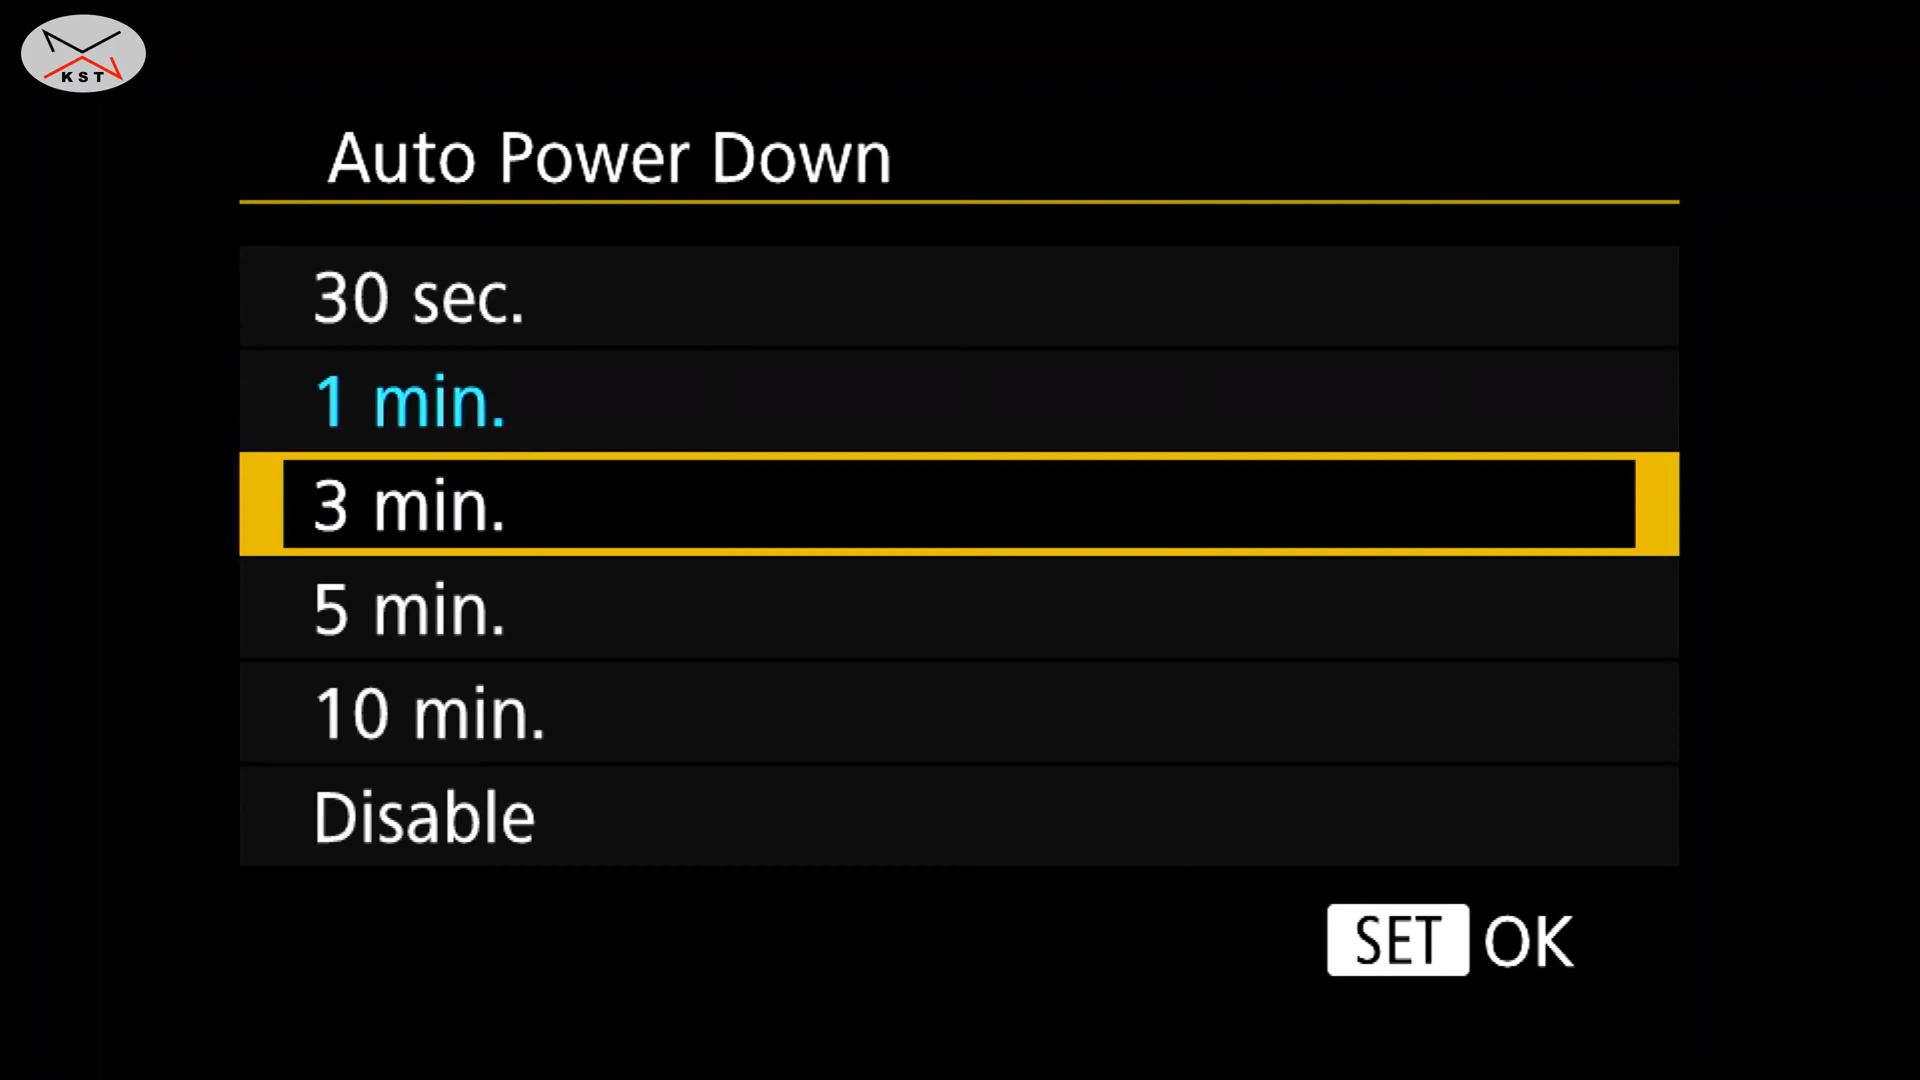 KST
Auto Power Down
30 sec.
1 min.
3 min.
5 min.
10 min.
Disable
SET OK